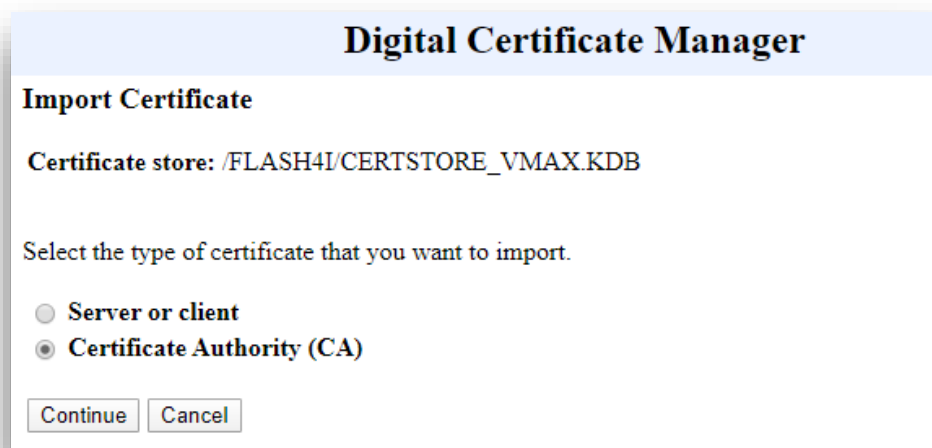 Digital Certificate Manager
Import Certificate
Certificate store: /FLASH4I/CERTSTORE_VMAX.KDB
Select the type of certificate that you want to import.
Server or client
Certificate Authority (CA)
Continue Cancel